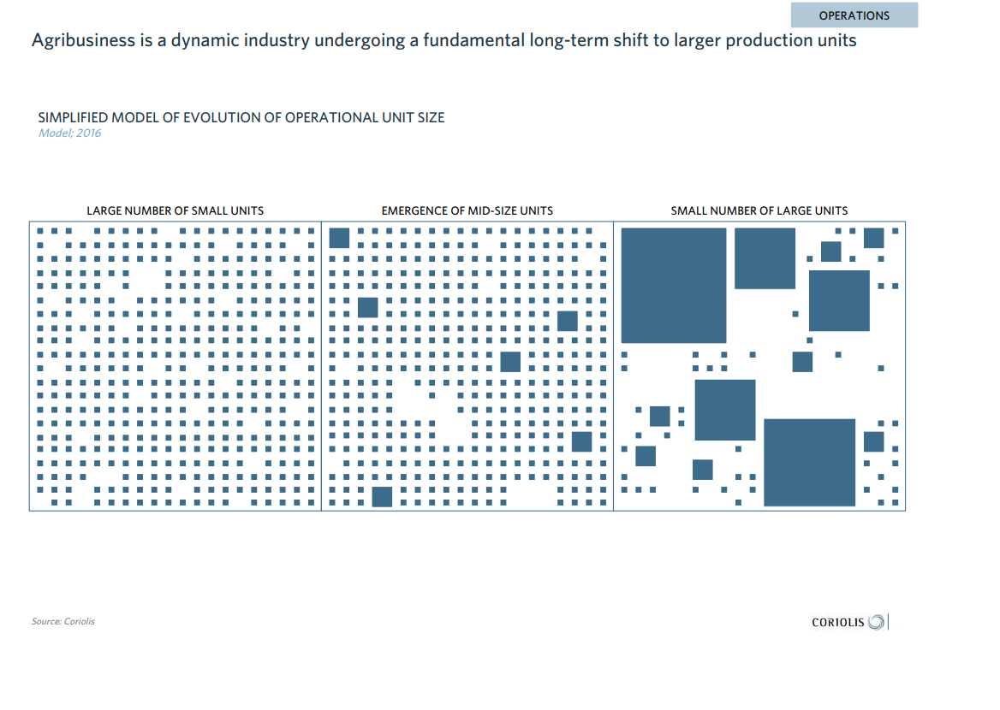 OPERATIONS
Agribusiness is a dynamic industry undergoing a fundamental long-term shift to larger production units
SIMPLIFIED MODEL OF EVOLUTION OF OPERATIONAL UNIT SIZE
Model; 2016
LARGE NUMBER OF SMALL UNITS
EMERGENCE OF MID-SIZE UNITS
SMALL NUMBER OF LARGE UNITS
Source: Coriolis
CORIOLIS